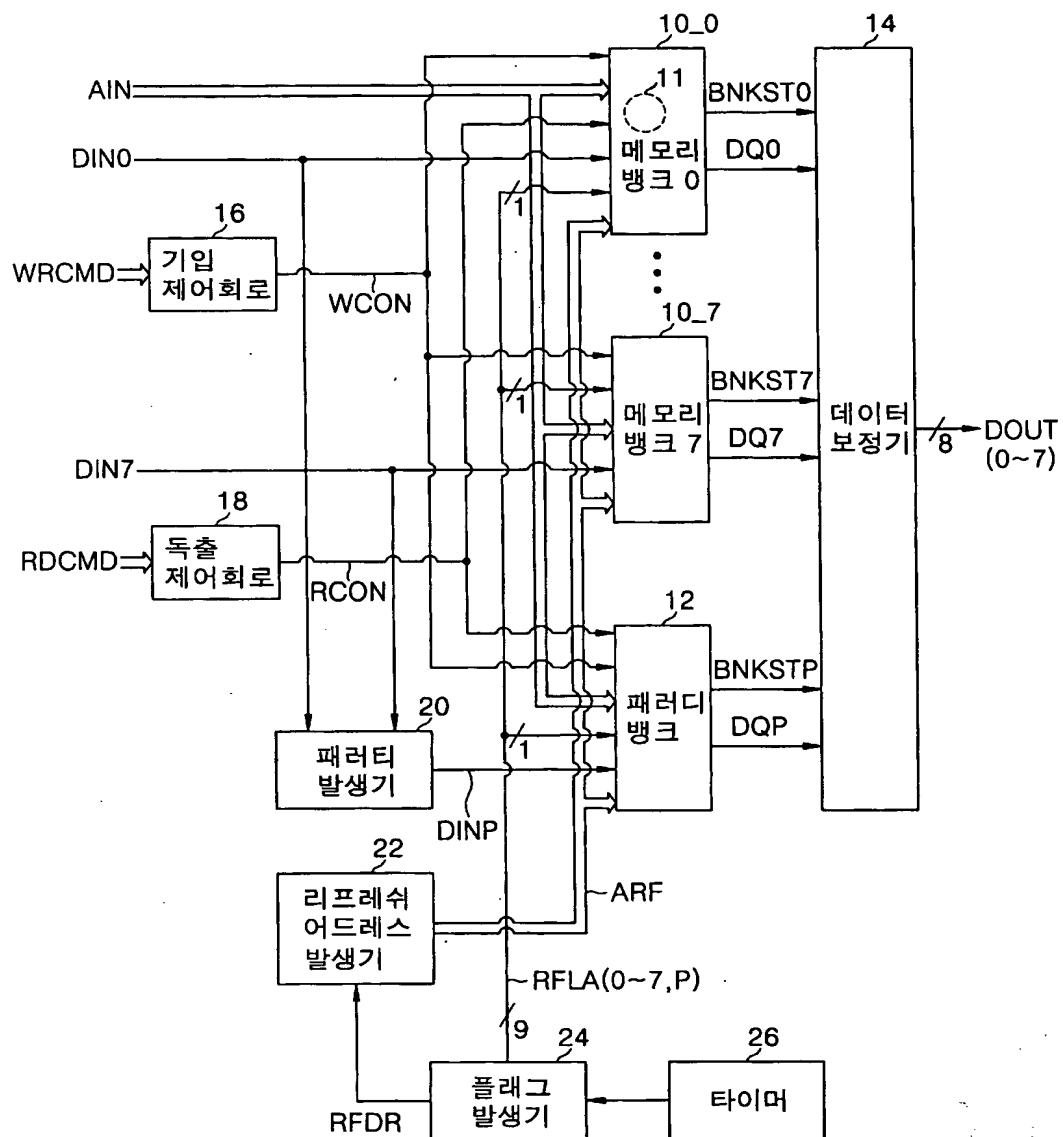 10_0
14
AIN
11
BNKST0
DIN0
메모리
뱅크 0
DQ0
1
16
WRCMD
기입
제어회로
WCON
10_7
BNKST7
1
메모리
뱅크 7
데이터
보정기
8
DOUT
(0~7)
DQ7
DIN7
18
RDCMD
독출
제어회로
RCON
12
BNKSTP
패러디
뱅크
DQP
20
1
패러티
발생기
DINP
22
리프레쉬
어드레스
발생기
ARF
RFLA(0~7,P)
9
24
26
플래그
발생기
타이머
RFDR